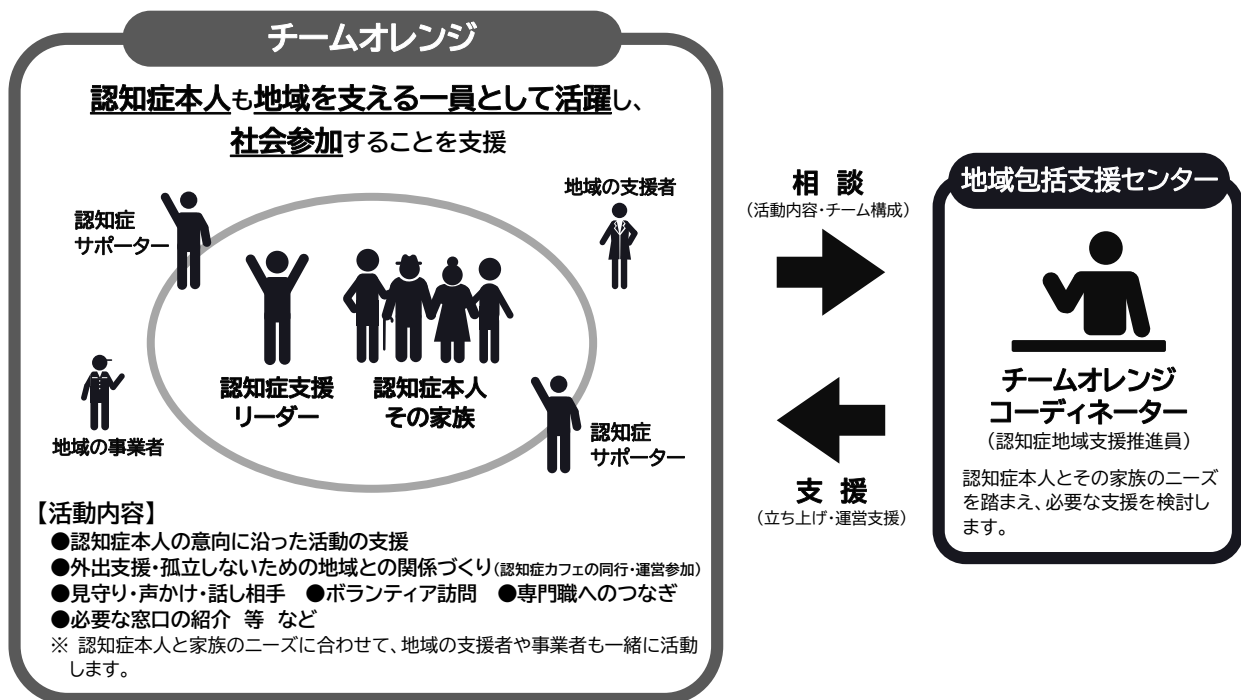 チームオレンジ
認知症本人も地域を支える一員として活躍し、
社会参加することを支援
認知症
サポーター
地域の支援者
認知症支援
リーダー
認知症本人
その家族
地域の事業者
認知症
サポーター
【活動内容】
●認知症本人の意向に沿った活動の支援
●外出支援・孤立しないための地域との関係づくり(認知症カフェの同行・運営参加)
●見守り・声かけ・話し相手　●ボランティア訪問　●専門職へのつなぎ
●必要な窓口の紹介　等　など
※ 認知症本人と家族のニーズに合わせて、地域の支援者や事業者も一緒に活動
します。
相 談
（活動内容・チーム構成）
支 援
（立ち上げ・運営支援）
地域包括支援センター
チームオレンジ
コーディネーター
（認知症地域支援推進員）
認知症本人とその家族のニーズ
を踏まえ、必要な支援を検討し
ます。